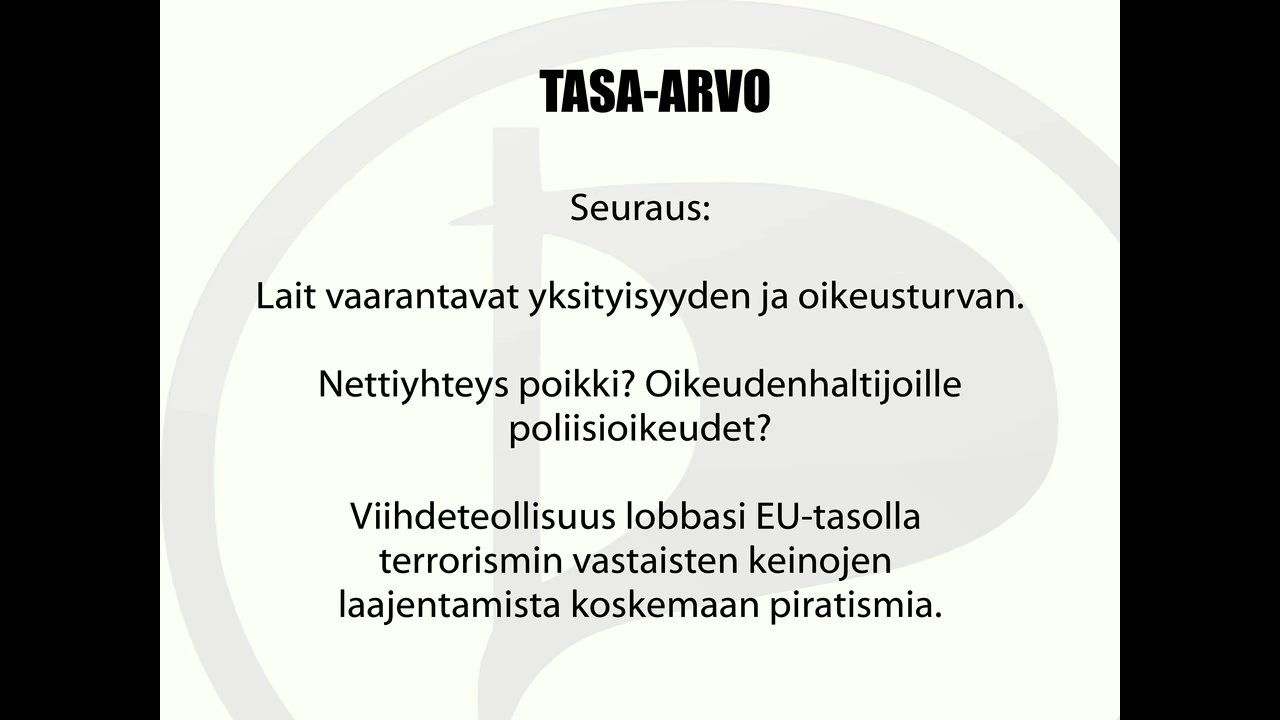 TASA-ARVO
Seuraus:
Lait vaarantavat yksityisyyden ja oikeusturvan.
Nettiyhteys poikki? Oikeudenhaltijoille
poliisioikeudet?
Viihdeteollisuus lobbasi EU-tasolla
terrorismin vastaisten keinojen
laajentamista koskemaan piratismia.